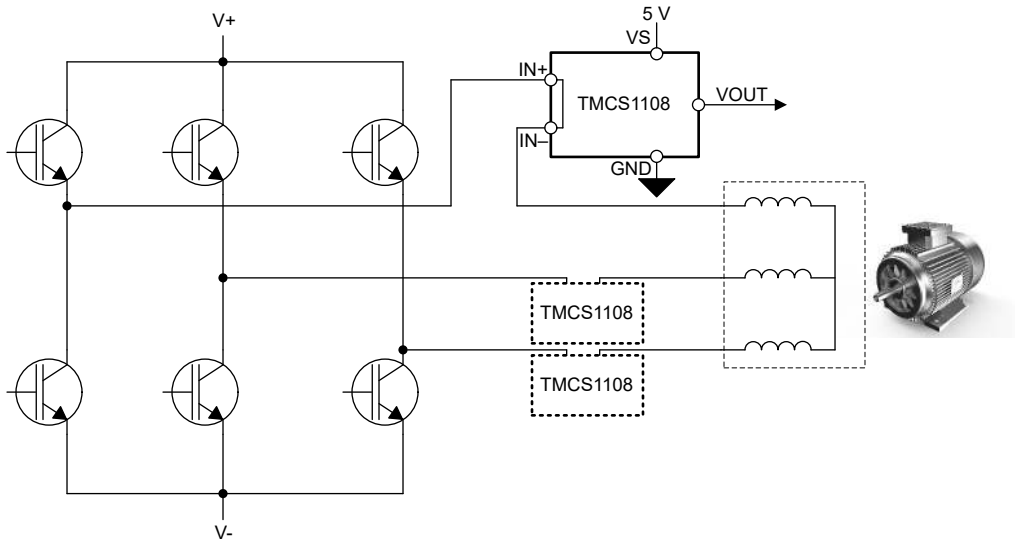 V+
5 V
VS
IN+
TMCS1108
VOUT
IN–
GND
TMCS1108
TMCS1108
V-